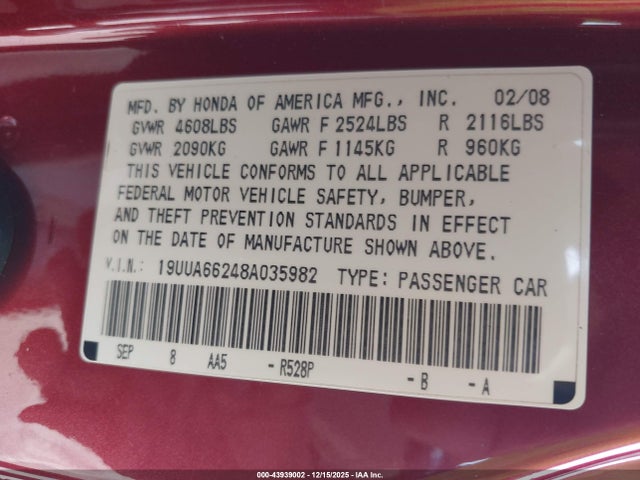 MFD. BY HONDA OF AMERICA MFG., INC. 02/08
GVWR 4608LBS GAWR F 2524LBS R 2116LBS
GVWR 2090KG GAWR F 1145KG R 960KG
THIS VEHICLE CONFORMS TO ALL APPLICABLE
FEDERAL MOTOR VEHICLE SAFETY, BUMPER,
AND THEFT PREVENTION STANDARDS IN EFFECT
ON THE DATE OF MANUFACTURE SHOWN ABOVE.
V.I.N.: 19UUA66248A035982 TYPE: PASSENGER CAR
SEP 8 AA5 - R528P - B - A
000-43939002 - 12/15/2025 - IAA Inc.